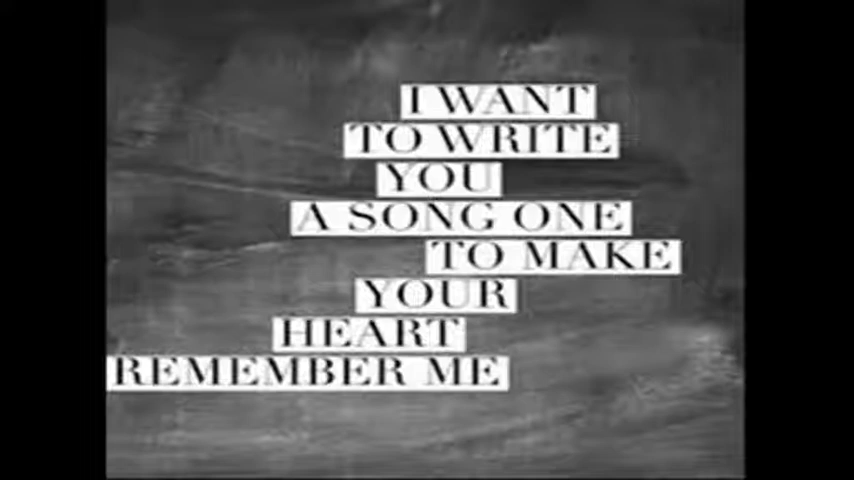 I WANT
TO WRITE
YOU
A SONG ONE
TO MAKE
YOUR
HEART
REMEMBER ME